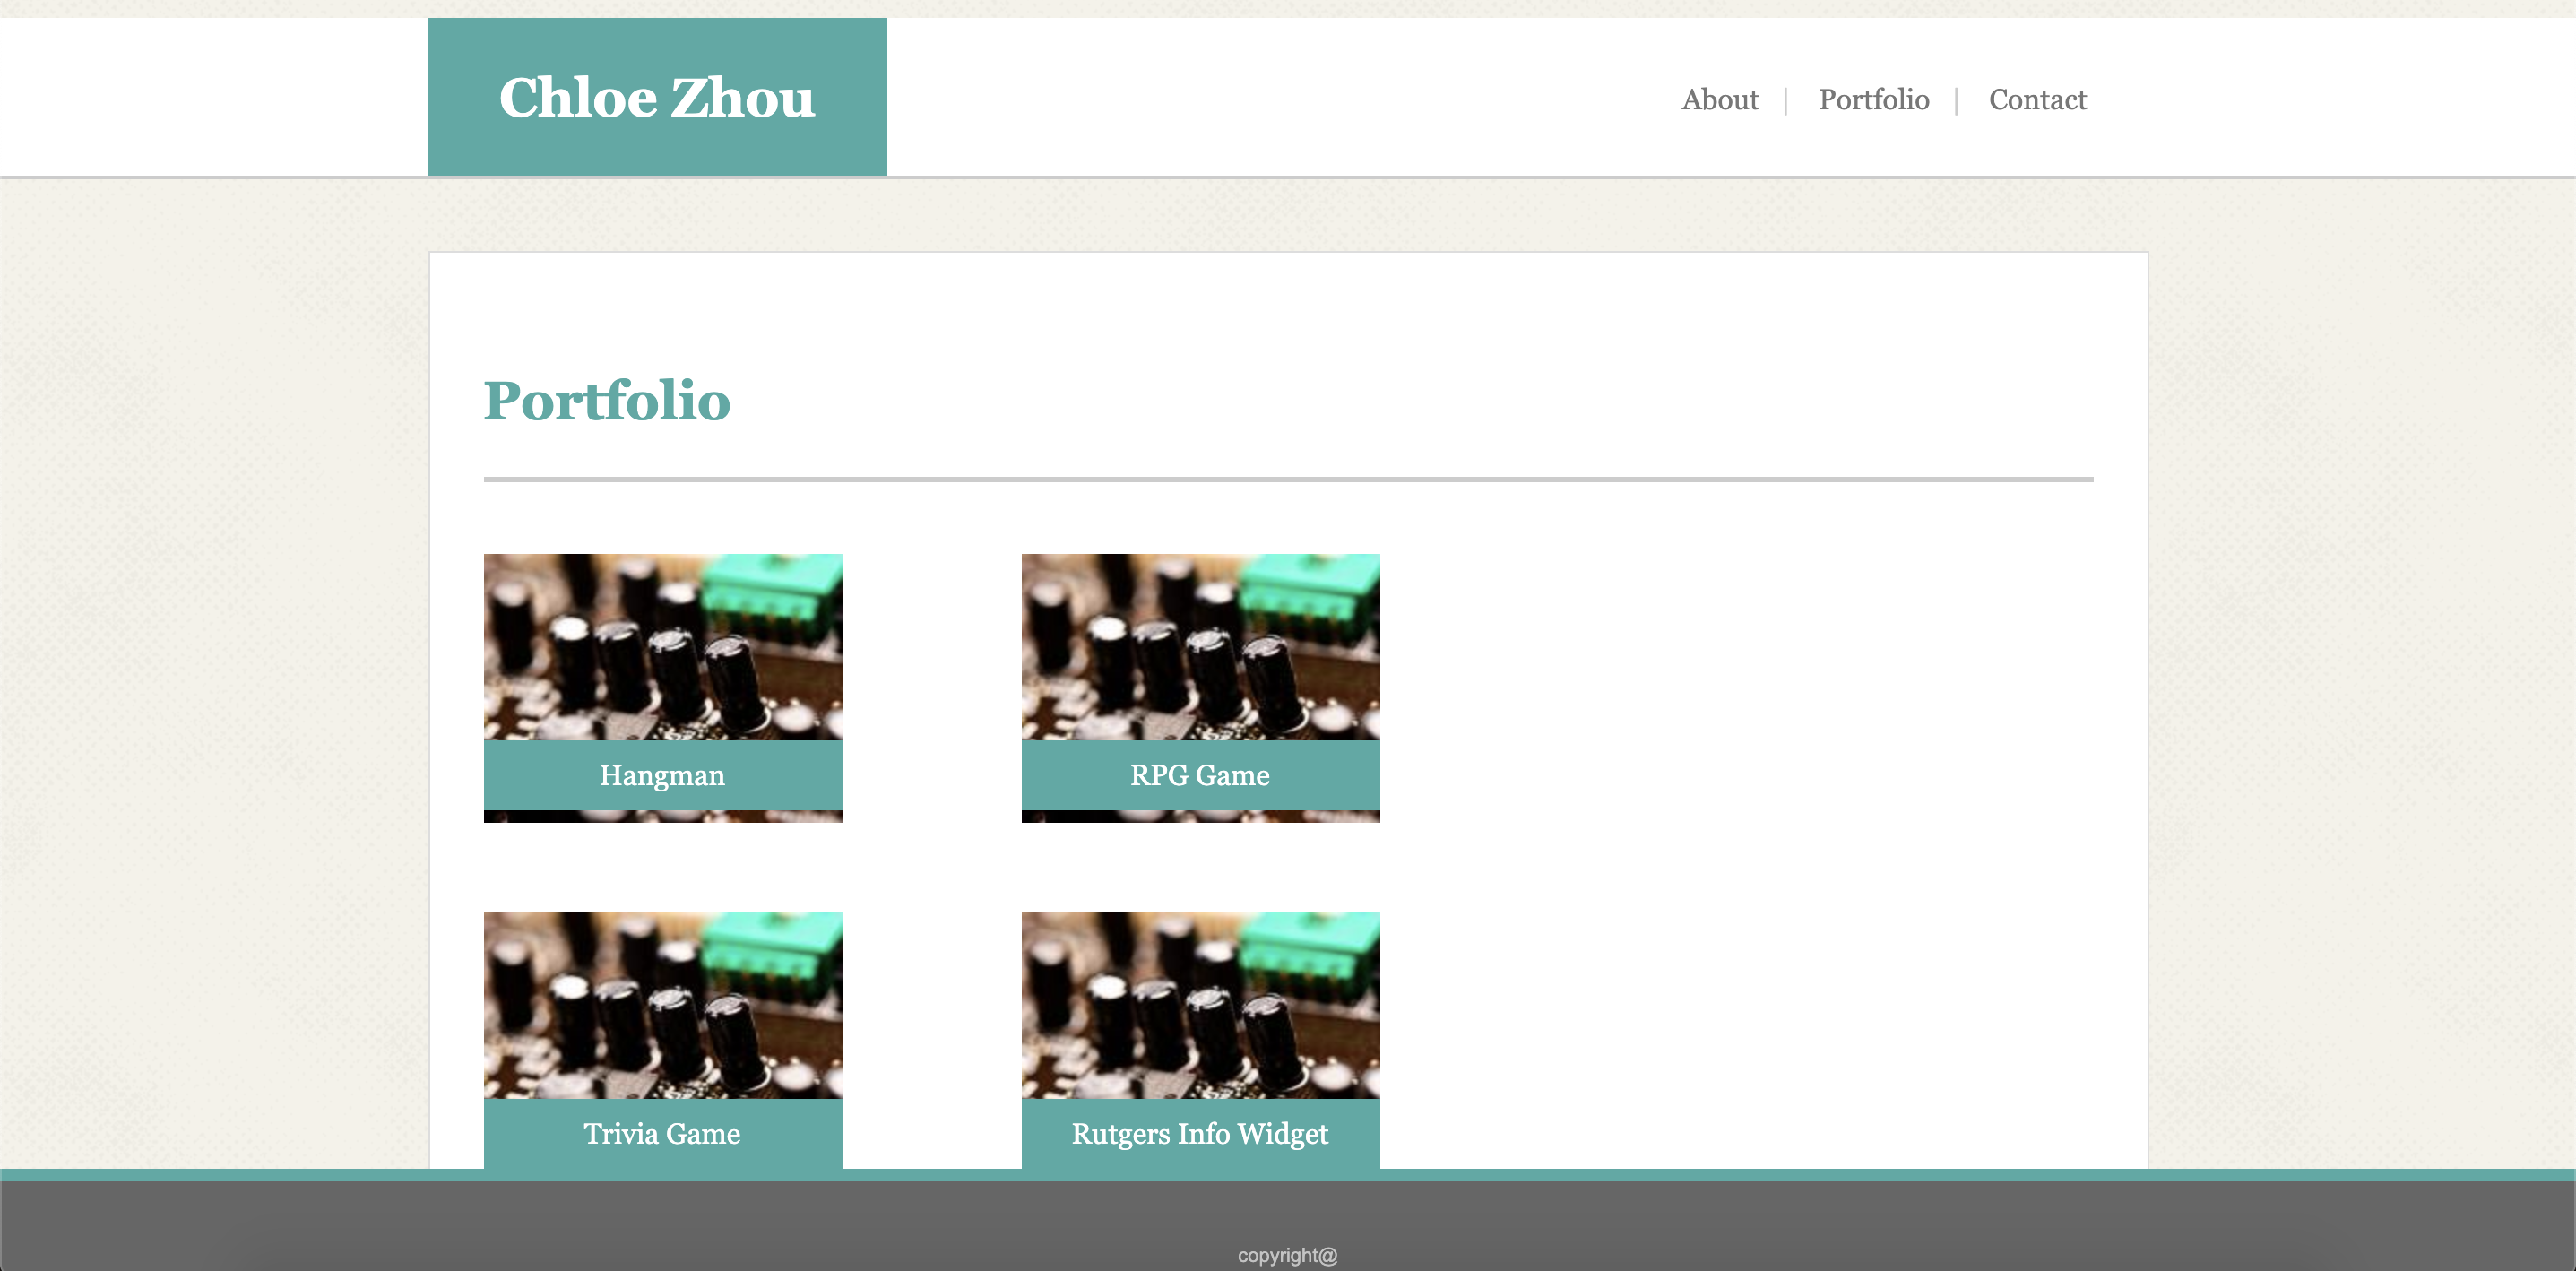 Chloe Zhou
About | Portfolio | Contact
Portfolio
Hangman
RPG Game
Trivia Game
Rutgers Info Widget
copyright@